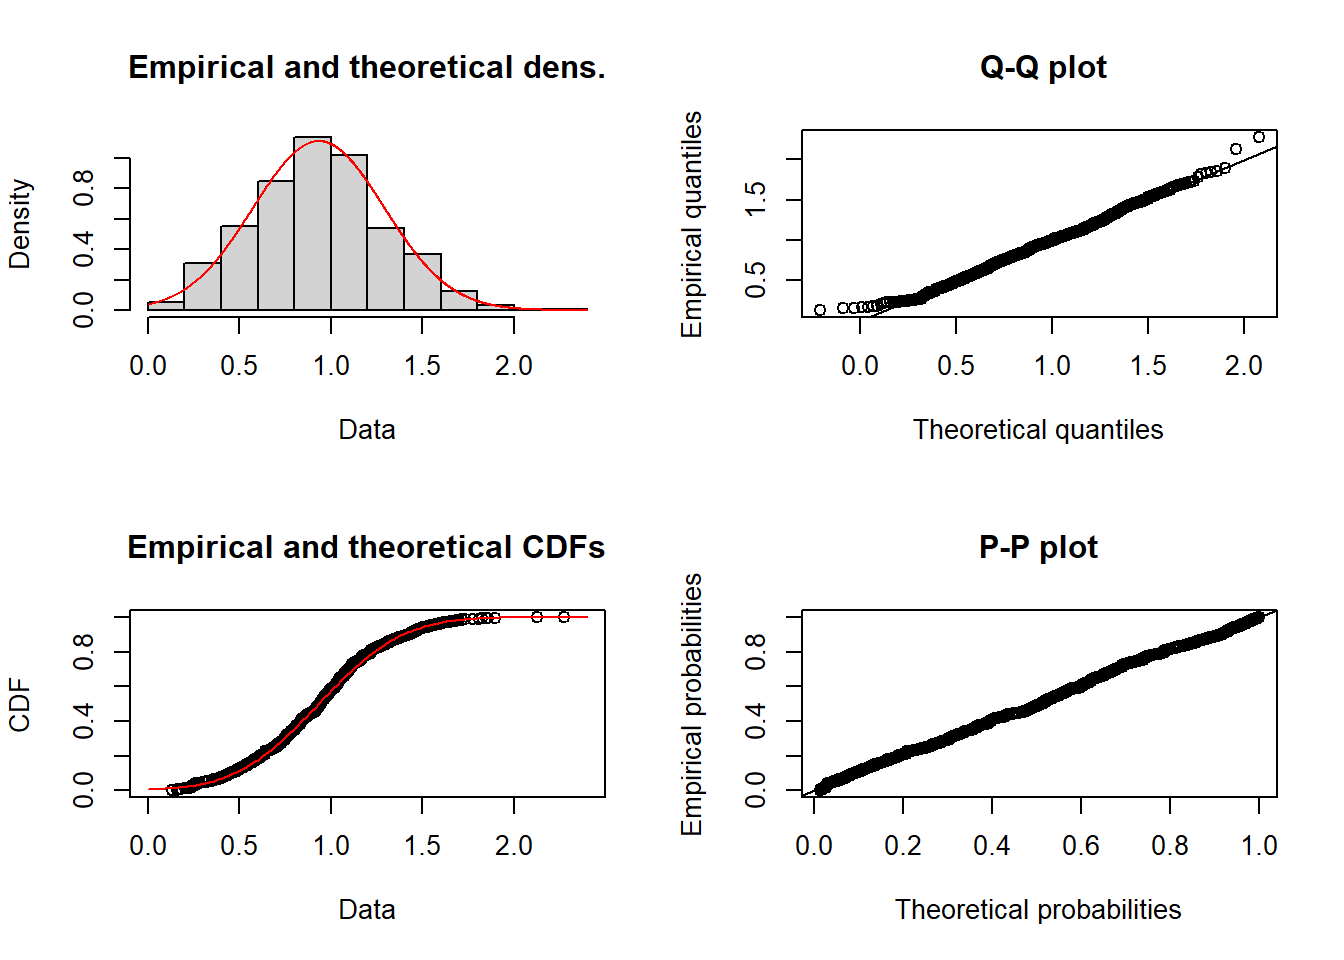 Empirical and theoretical dens.
Density
0.0 0.4 0.8
0.0 0.5 1.0 1.5 2.0
Data
Q-Q plot
Empirical quantiles
0.5 1.5
0.0 0.5 1.0 1.5 2.0
Theoretical quantiles
Empirical and theoretical CDFs
CDF
0.0 0.4 0.8
0.0 0.5 1.0 1.5 2.0
Data
P-P plot
Empirical probabilities
0.0 0.4 0.8
0.0 0.2 0.4 0.6 0.8 1.0
Theoretical probabilities